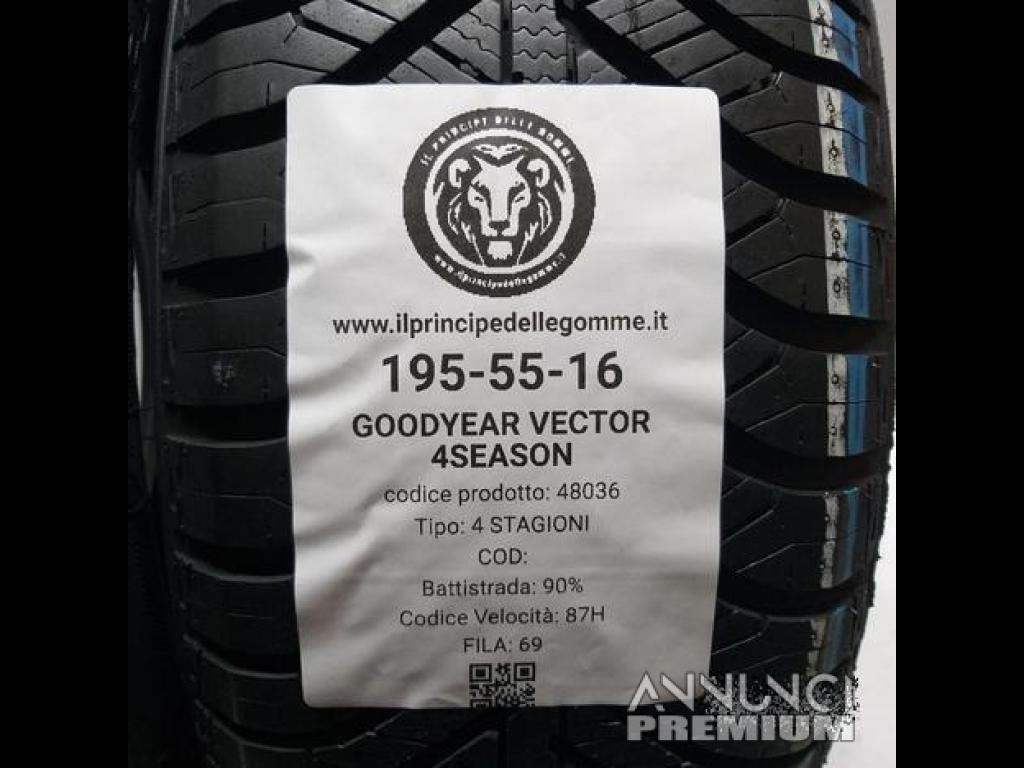 IL PRINCIPE DELLE GOMME
www.ilprincipedellegomme.it
www.ilprincipedellegomme.it
195-55-16
GOODYEAR VECTOR
4SEASON
codice prodotto: 48036
Tipo: 4 STAGIONI
COD:
Battistrada: 90%
Codice Velocità: 87H
FILA: 69
ANNUNCI
PREMIUM